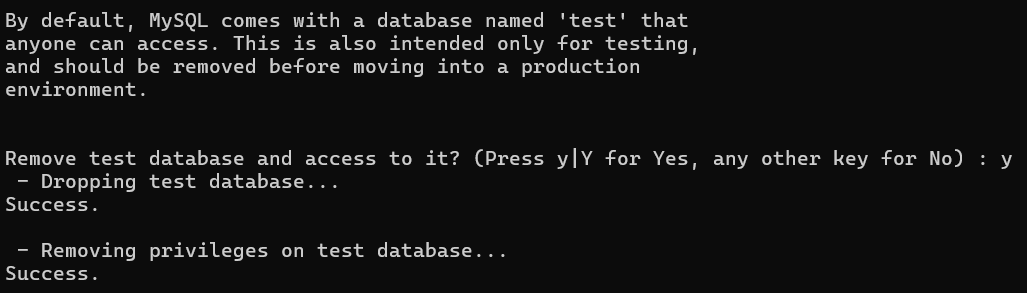 By default, MySQL comes with a database named 'test' that
anyone can access. This is also intended only for testing,
and should be removed before moving into a production
environment.
Remove test database and access to it? (Press y|Y for Yes, any other key for No) : y
- Dropping test database...
Success.
- Removing privileges on test database...
Success.